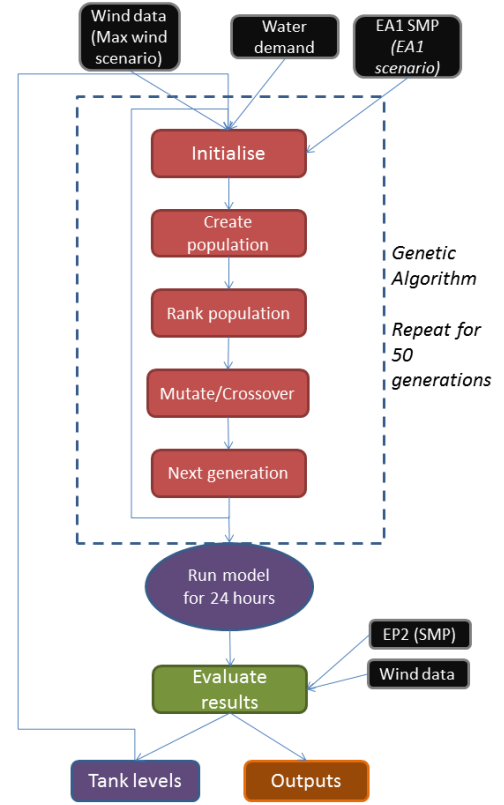 Wind data
(Max wind
scenario)
Water
demand
EA1 SMP
(EA1
scenario)
Initialise
Create
population
Rank population
Mutate/Crossover
Next generation
Genetic
Algorithm
Repeat for
50
generations
Run model
for 24 hours
EP2 (SMP)
Wind data
Evaluate
results
Tank levels
Outputs